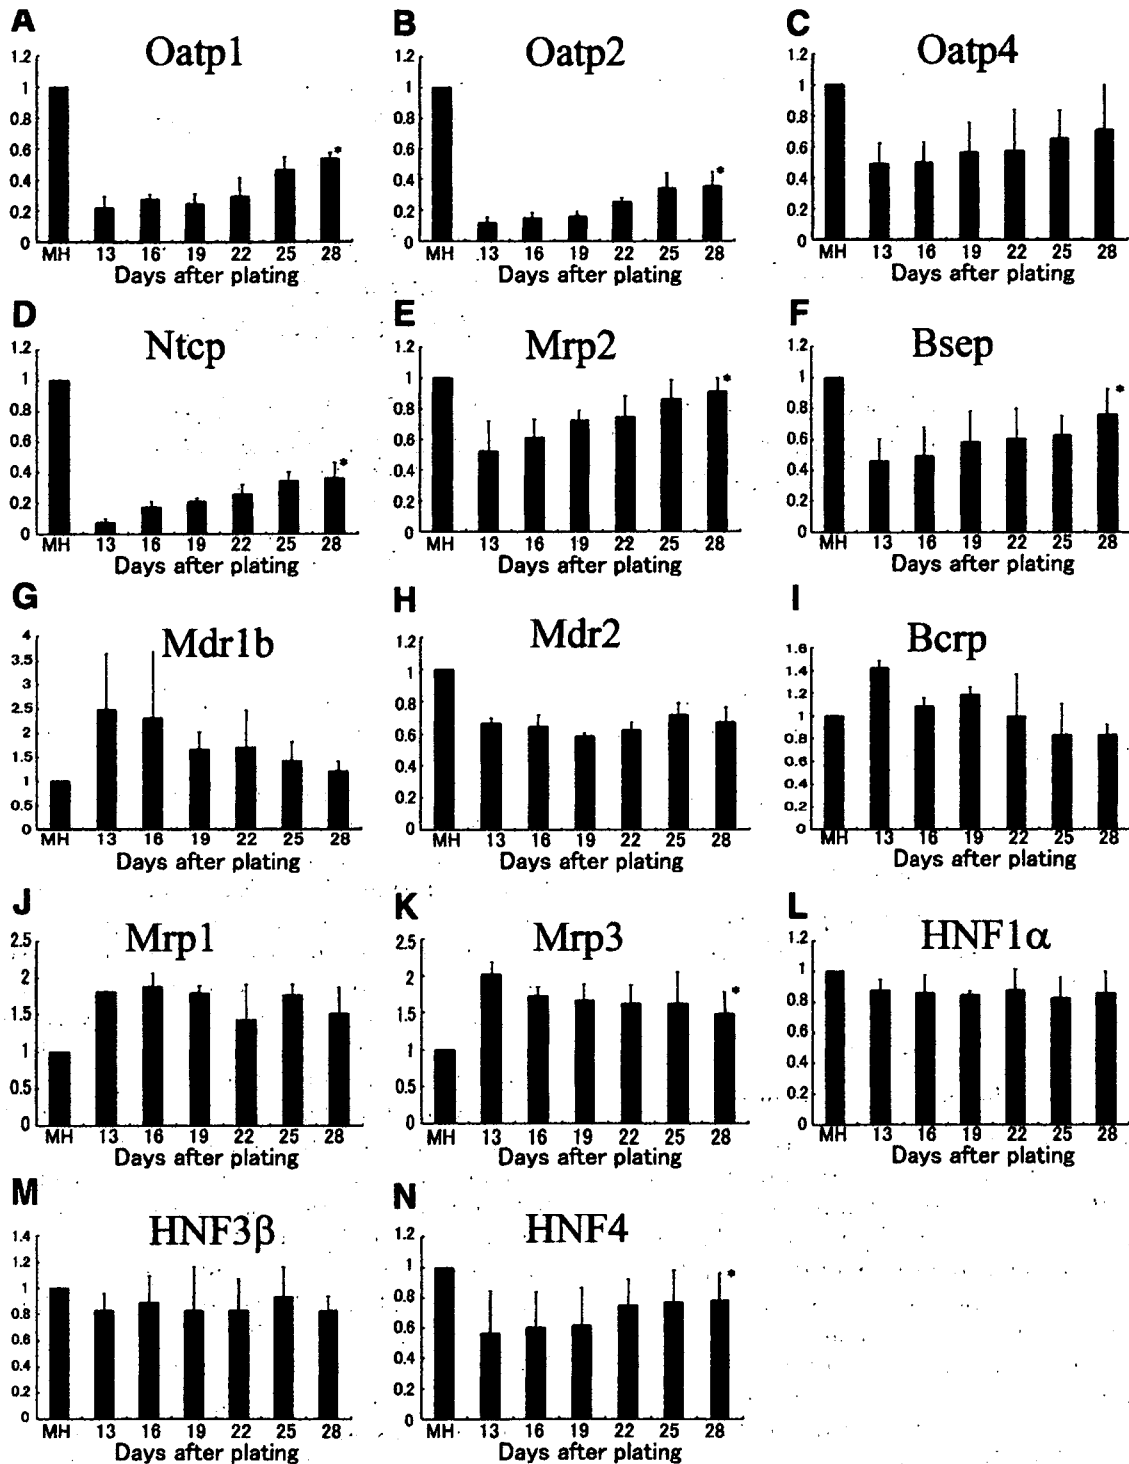 A
Oatp1
1.2
1
0.8
0.6
0.4
0.2
0
*
MH 13 16 19 22 25 28
Days after plating
B
Oatp2
1.2
1
0.8
0.6
0.4
0.2
0
*
MH 13 16 19 22 25 28
Days after plating
C
Oatp4
1.2
1
0.8
0.6
0.4
0.2
0
MH 13 16 19 22 25 28
Days after plating
D
Ntcp
1.2
1
0.8
0.6
0.4
0.2
0
*
MH 13 16 19 22 25 28
Days after plating
E
Mrp2
1.2
1
0.8
0.6
0.4
0.2
0
*
MH 13 16 19 22 25 28
Days after plating
F
Bsep
1.2
1
0.8
0.6
0.4
0.2
0
*
MH 13 16 19 22 25 28
Days after plating
G
Mdr1b
4
3.5
3
2.5
2
1.5
1
0.5
0
MH 13 16 19 22 25 28
Days after plating
H
Mdr2
1.2
1
0.8
0.6
0.4
0.2
0
MH 13 16 19 22 25 28
Days after plating
I
Bcrp
1.6
1.4
1.2
1
0.8
0.6
0.4
0.2
0
MH 13 16 19 22 25 28
Days after plating
J
Mrp1
2.5
2
1.5
1
0.5
0
MH 13 16 19 22 25 28
Days after plating
K
Mrp3
2.5
2
1.5
1
0.5
0
*
MH 13 16 19 22 25 28
Days after plating
L
HNF1α
1.2
1
0.8
0.6
0.4
0.2
0
MH 13 16 19 22 25 28
Days after plating
M
HNF3β
1.4
1.2
1
0.8
0.6
0.4
0.2
0
MH 13 16 19 22 25 28
Days after plating
N
HNF4
1.2
1
0.8
0.6
0.4
0.2
0
*
MH 13 16 19 22 25 28
Days after plating